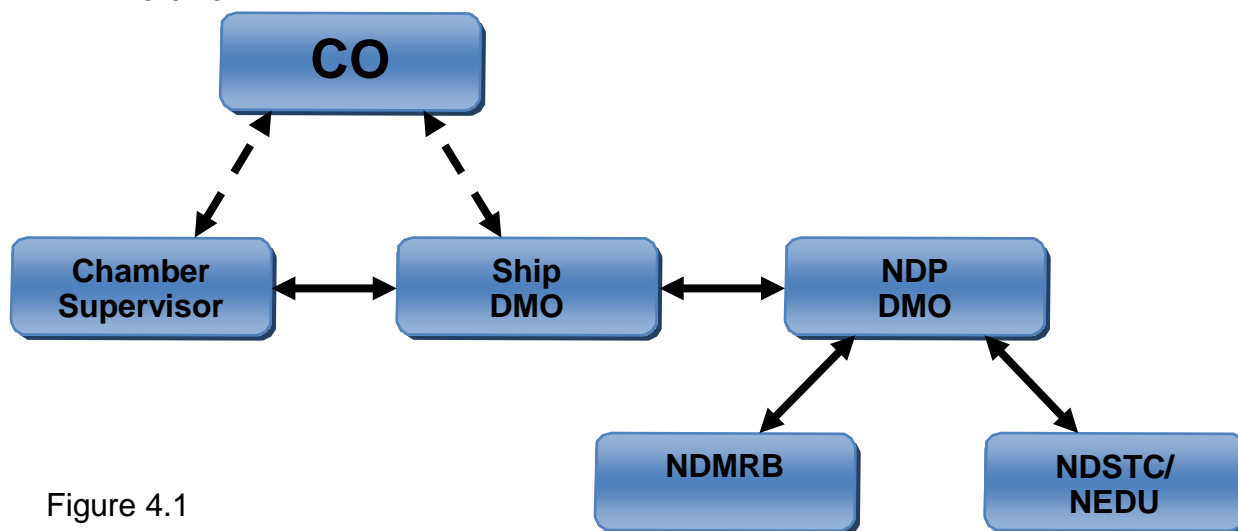 CO
Chamber
Supervisor
Ship
DMO
NDP
DMO
NDMRB
NDSTC/
NEDU
Figure 4.1